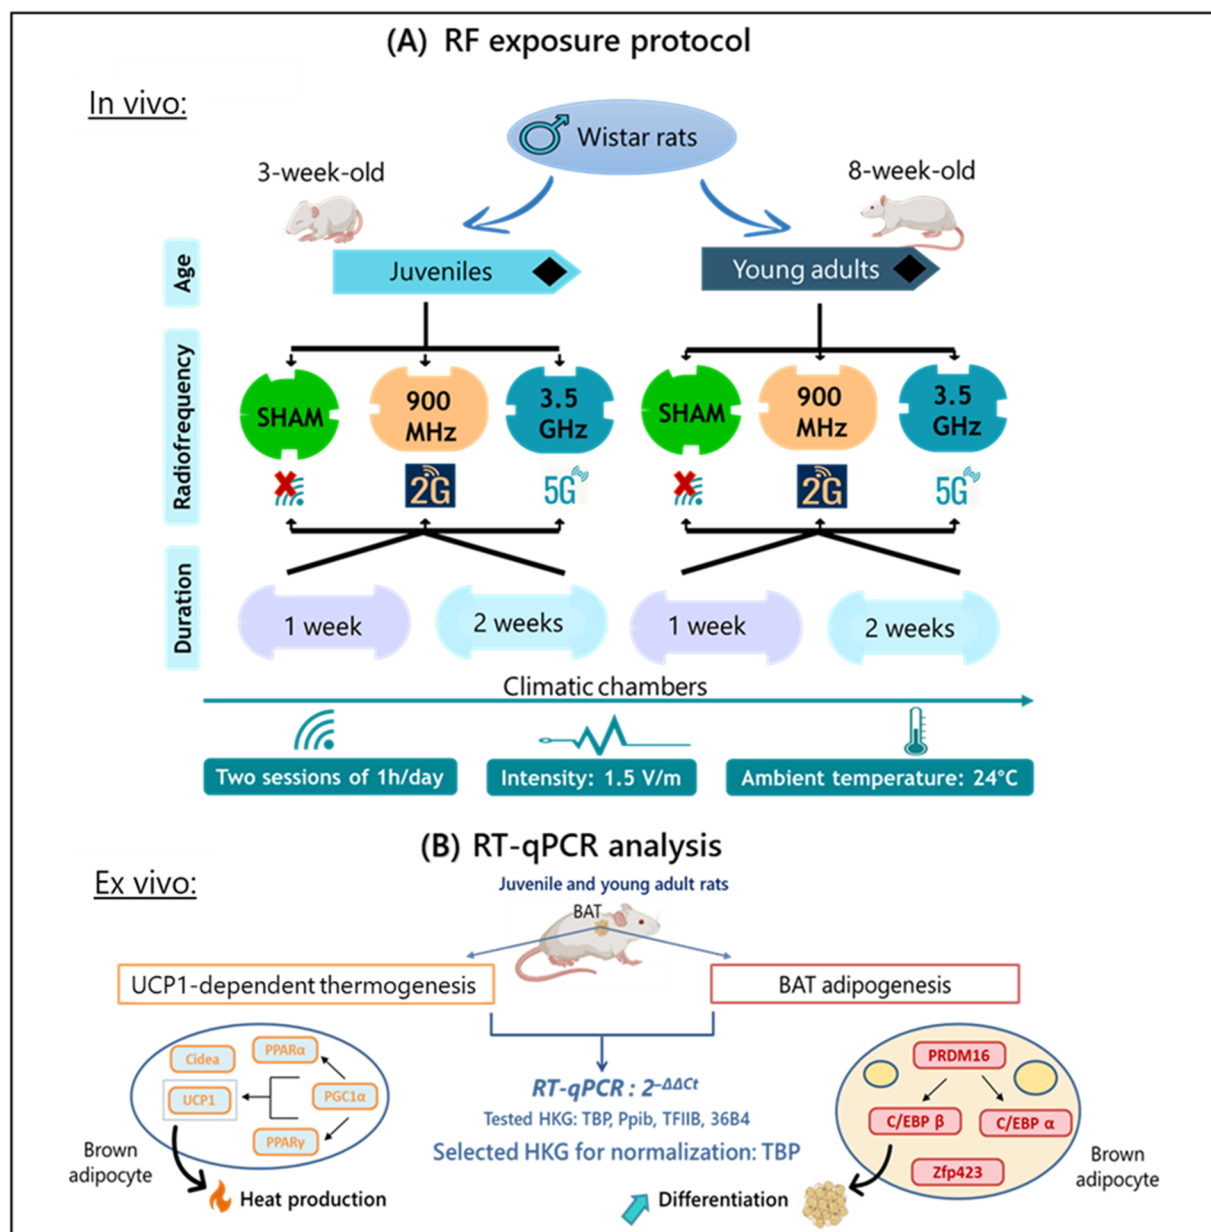 (A) RF exposure protocol
In vivo:
Wistar rats
3-week-old
8-week-old
Age
Juveniles
Young adults
Radiofrequency
SHAM
900
MHz
3.5
GHz
SHAM
900
MHz
3.5
GHz
2G
5G
2G
5G
Duration
1 week
2 weeks
1 week
2 weeks
Climatic chambers
Two sessions of 1h/day
Intensity: 1.5 V/m
Ambient temperature: 24°C
(B) RT-qPCR analysis
Ex vivo:
Juvenile and young adult rats
BAT
UCP1-dependent thermogenesis
BAT adipogenesis
Cidea
PPARα
UCP1
PGC1α
PPARγ
Brown
adipocyte
Heat production
RT-qPCR : 2^–ΔΔCt
Tested HKG: TBP, Ppib, TFIIB, 36B4
Selected HKG for normalization: TBP
Differentiation
PRDM16
C/EBP β
C/EBP α
Zfp423
Brown
adipocyte